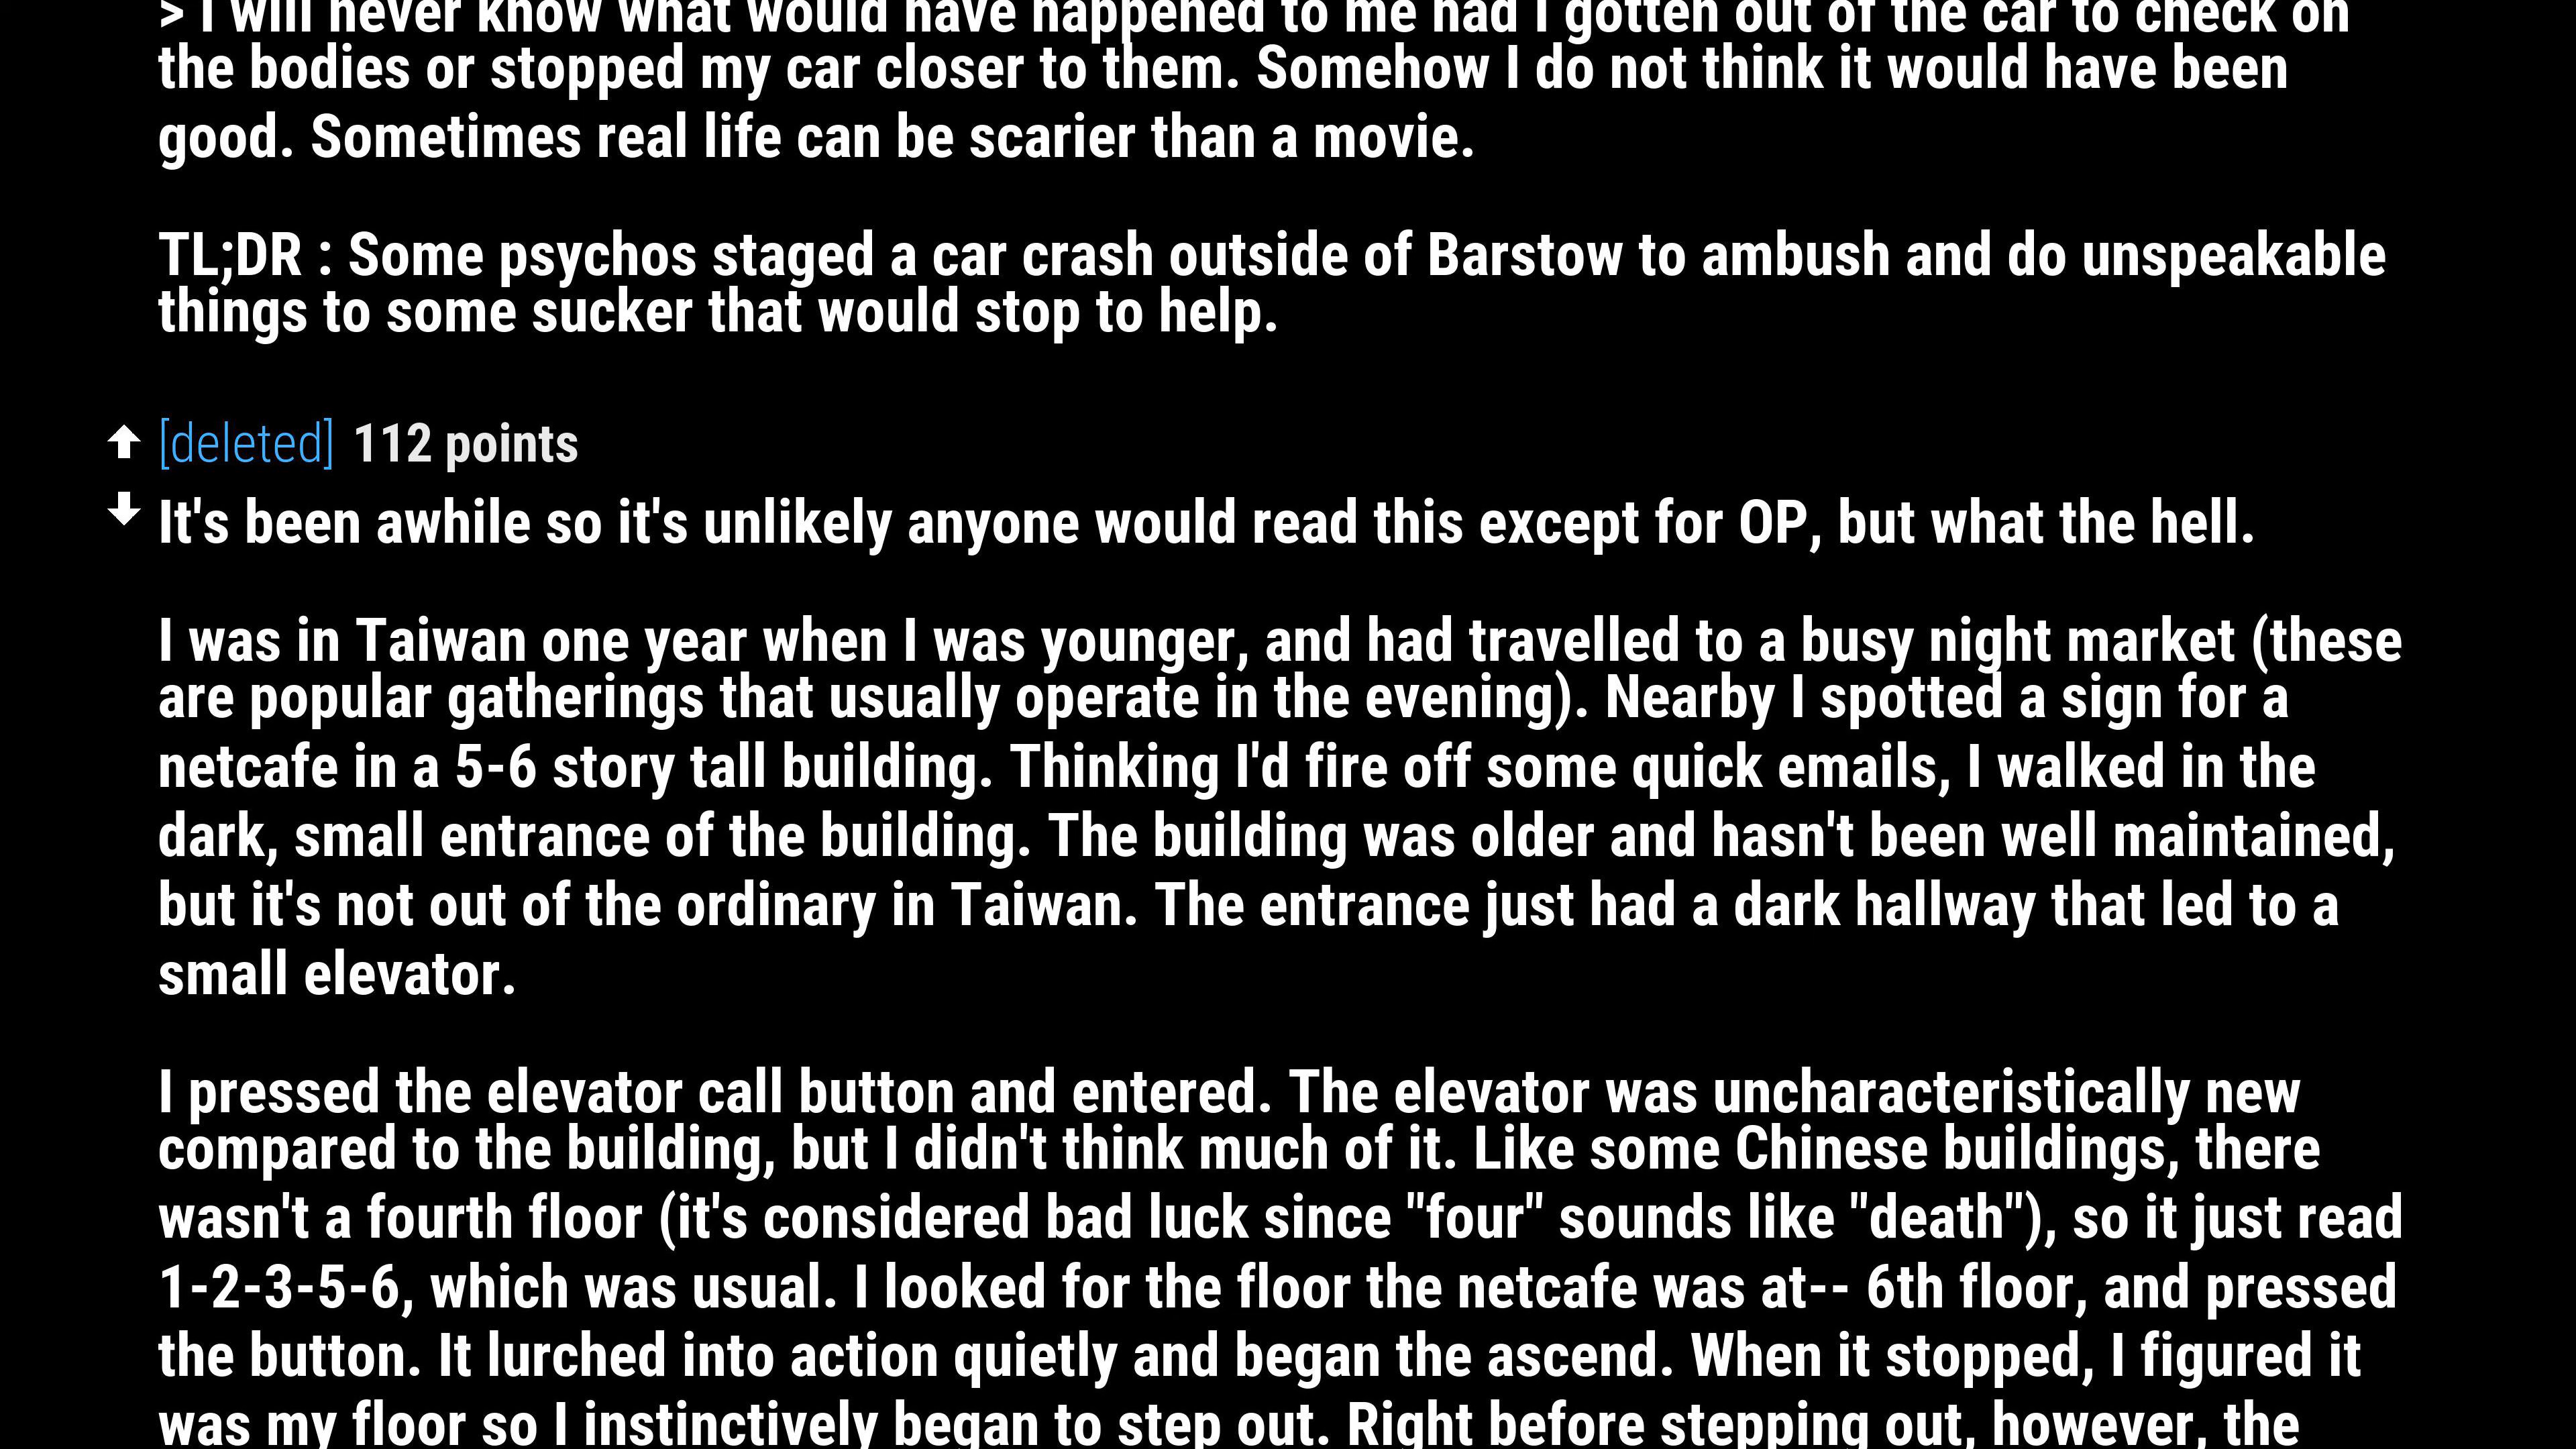 > I will never know what would have happened to me had I gotten out of the car to check on
the bodies or stopped my car closer to them. Somehow I do not think it would have been
good. Sometimes real life can be scarier than a movie.
TL;DR : Some psychos staged a car crash outside of Barstow to ambush and do unspeakable
things to some sucker that would stop to help.
[deleted] 112 points
It's been awhile so it's unlikely anyone would read this except for OP, but what the hell.
I was in Taiwan one year when I was younger, and had travelled to a busy night market (these
are popular gatherings that usually operate in the evening). Nearby I spotted a sign for a
netcafe in a 5-6 story tall building. Thinking I'd fire off some quick emails, I walked in the
dark, small entrance of the building. The building was older and hasn't been well maintained,
but it's not out of the ordinary in Taiwan. The entrance just had a dark hallway that led to a
small elevator.
I pressed the elevator call button and entered. The elevator was uncharacteristically new
compared to the building, but I didn't think much of it. Like some Chinese buildings, there
wasn't a fourth floor (it's considered bad luck since "four" sounds like "death"), so it just read
1-2-3-5-6, which was usual. I looked for the floor the netcafe was at-- 6th floor, and pressed
the button. It lurched into action quietly and began the ascend. When it stopped, I figured it
was my floor so I instinctively began to step out. Right before stepping out, however, the